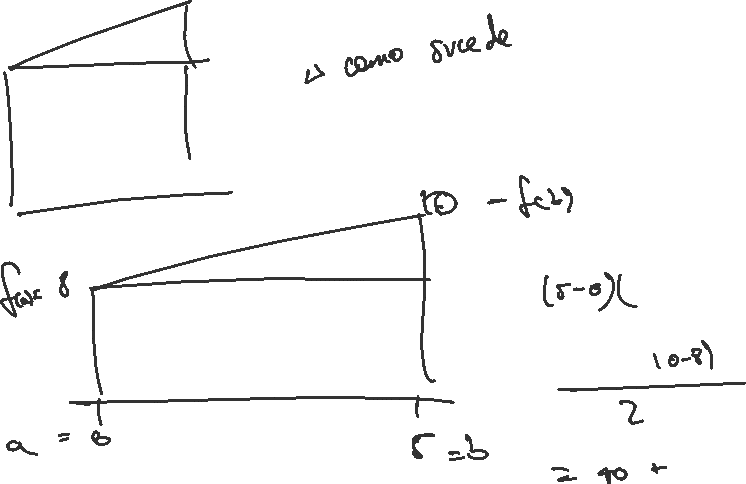 como sucede
10 - f(b)
f(a)= 8
(5-0)(
10-8)
2
a = 0
5 = b
= 40 +